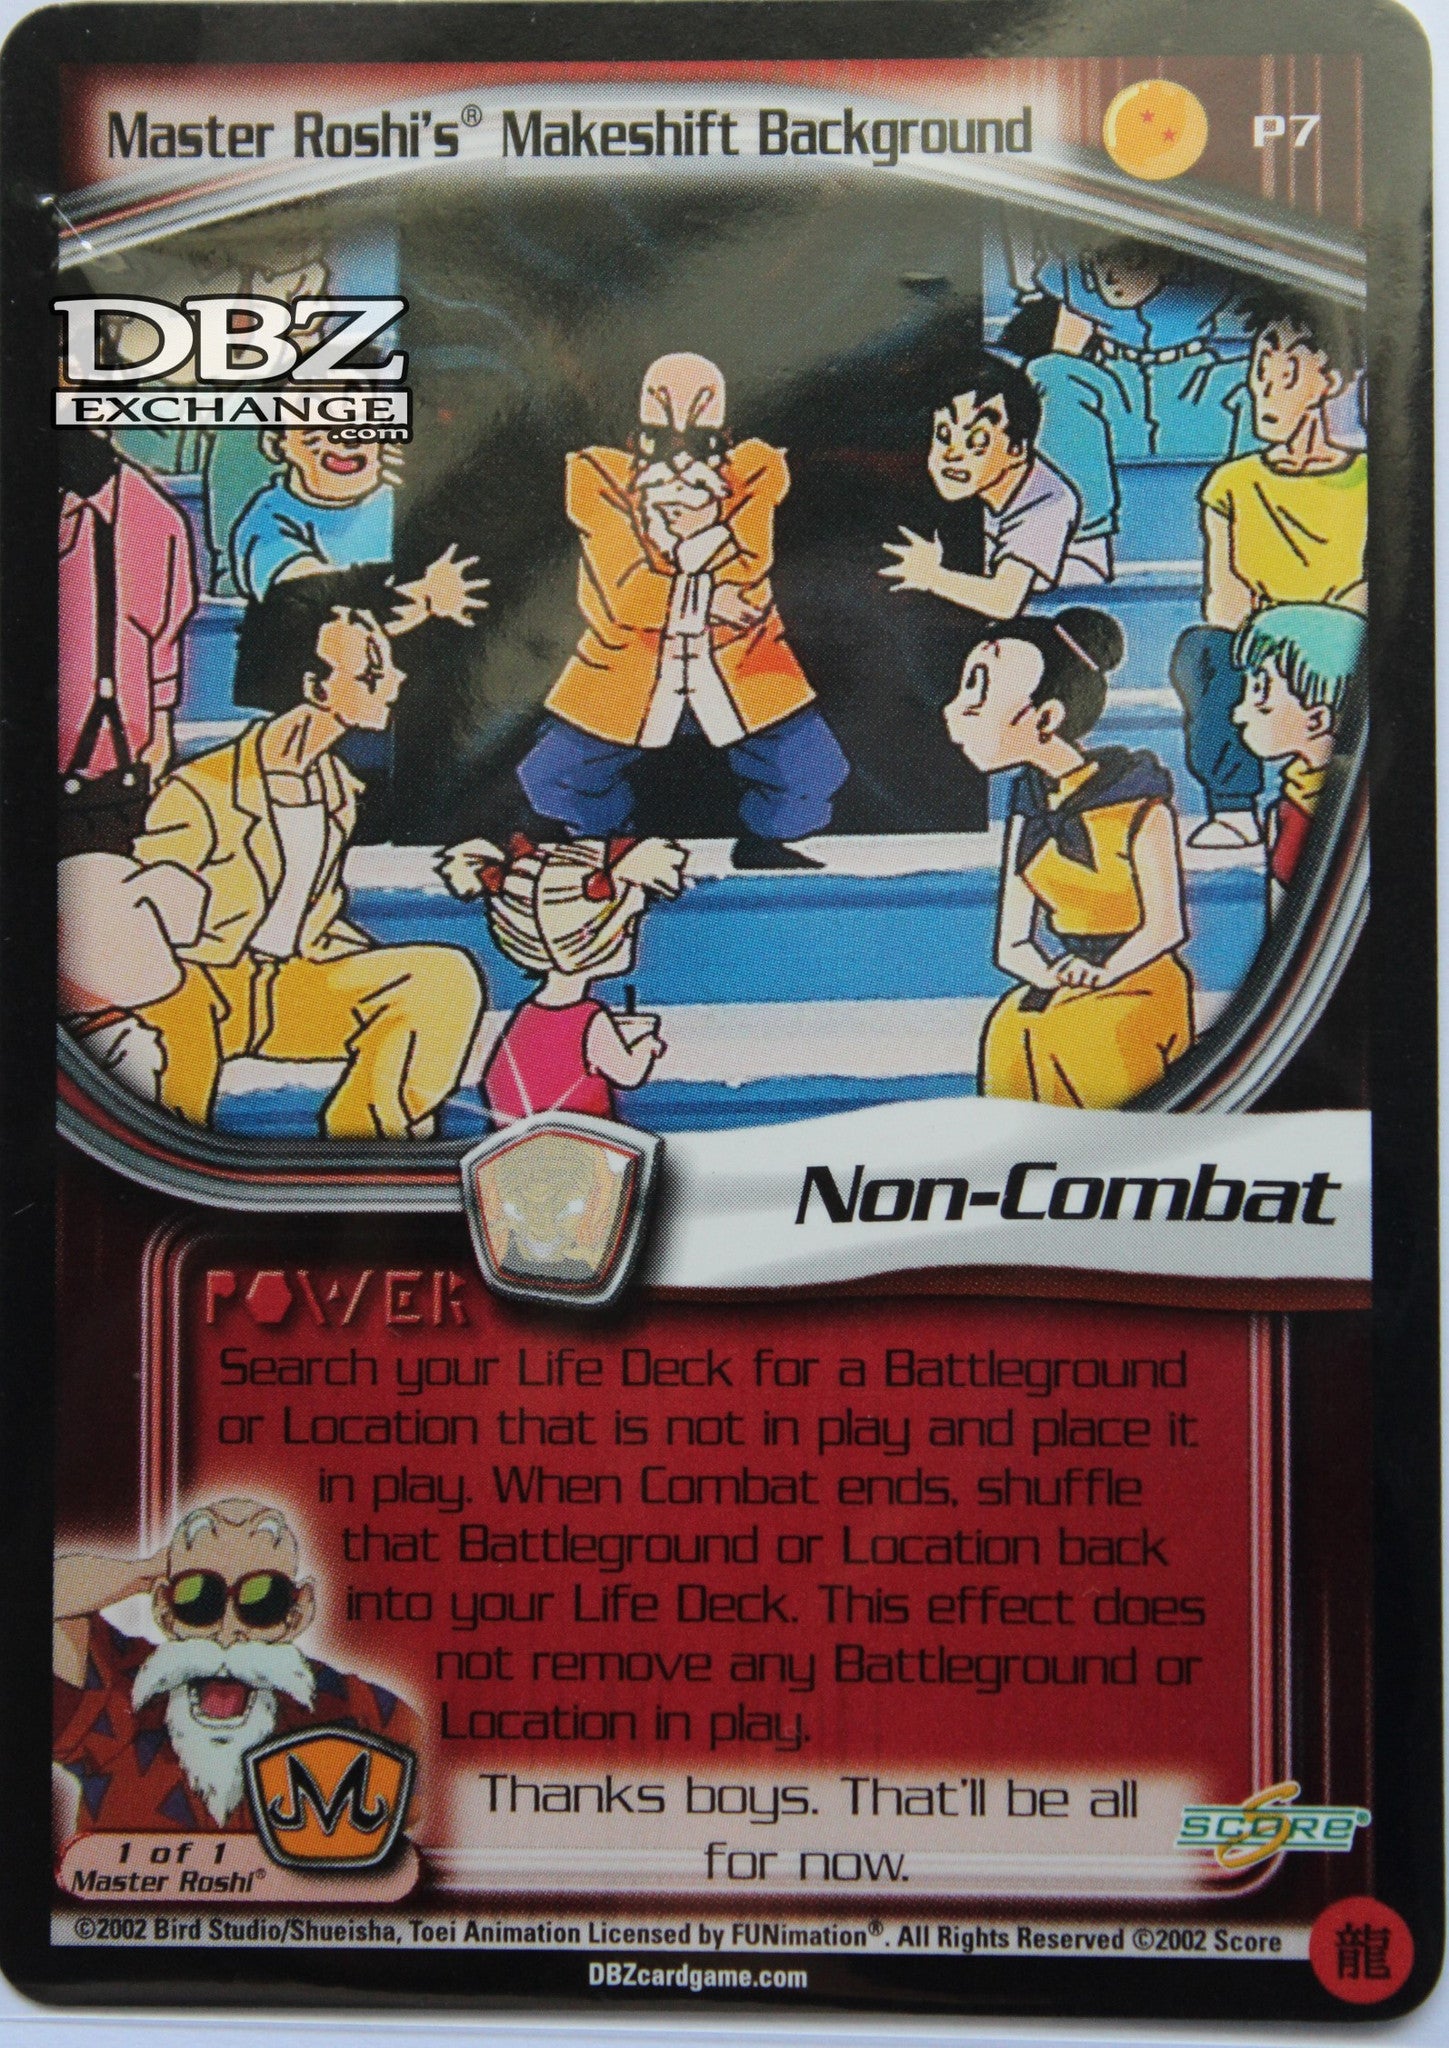 Master Roshi's® Makeshift Background
P7
DBZ
EXCHANGE
.com
Non-Combat
POWER
Search your Life Deck for a Battleground
or Location that is not in play and place it
in play. When Combat ends, shuffle
that Battleground or Location back
into your Life Deck. This effect does
not remove any Battleground or
Location in play.
Thanks boys. That'll be all
for now.
M
SCORE®
1 of 1
Master Roshi®
©2002 Bird Studio/Shueisha, Toei Animation Licensed by FUNimation®. All Rights Reserved ©2002 Score
DBZcardgame.com
龍